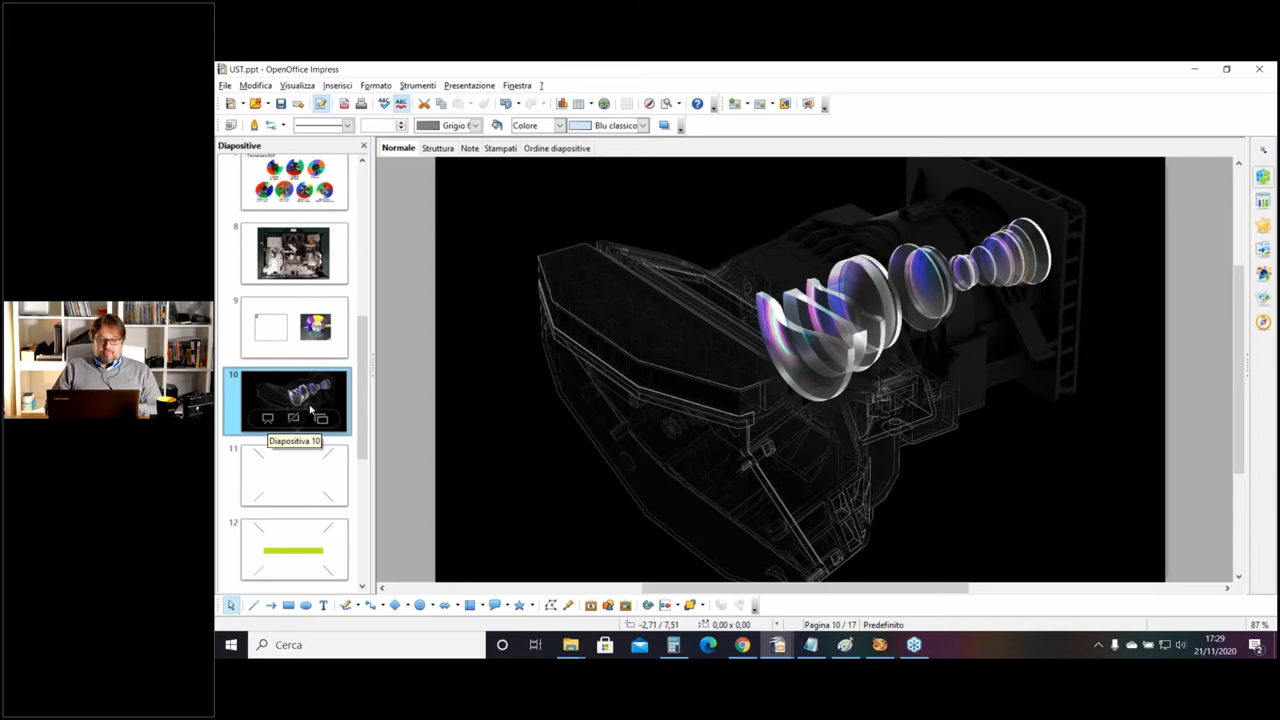 UST.ppt - OpenOffice Impress
File Modifica Visualizza Inserisci Formato Strumenti Presentazione Finestra ?
Colore Blu classico
Diapositive
Normale Struttura Note Stampati Ordine diapositive
8
9
10
Diapositiva 10
11
12
-2,71 / 7,51 0,00 x 0,00 * Pagina 10 / 17 Predefinito 87 %
Cerca
17:29
21/11/2020
2